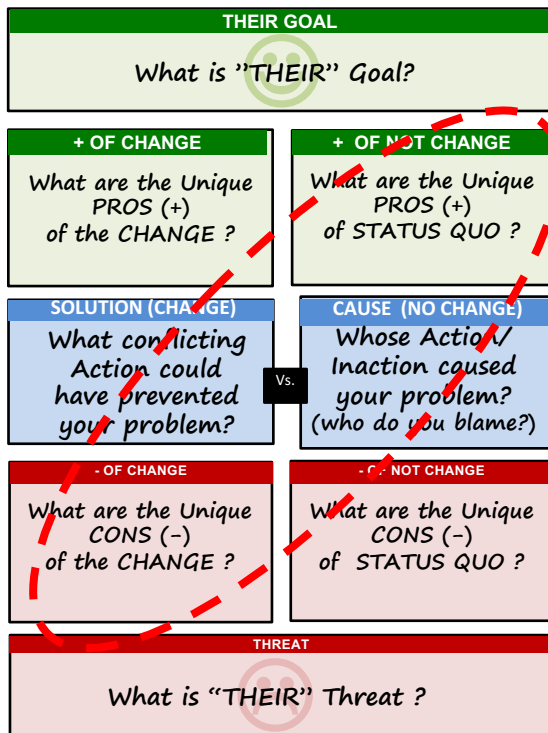 THEIR GOAL
What is ”THEIR” Goal?
+ OF CHANGE
What are the Unique
PROS (+)
of the CHANGE ?
+ OF NOT CHANGE
What are the Unique
PROS (+)
of STATUS QUO ?
SOLUTION (CHANGE)
What conflicting
Action could
have prevented
your problem?
Vs.
CAUSE (NO CHANGE)
Whose Action/
Inaction caused
your problem?
(who do you blame?)
- OF CHANGE
What are the Unique
CONS (–)
of the CHANGE ?
- OF NOT CHANGE
What are the Unique
CONS (–)
of STATUS QUO ?
THREAT
What is “THEIR” Threat ?